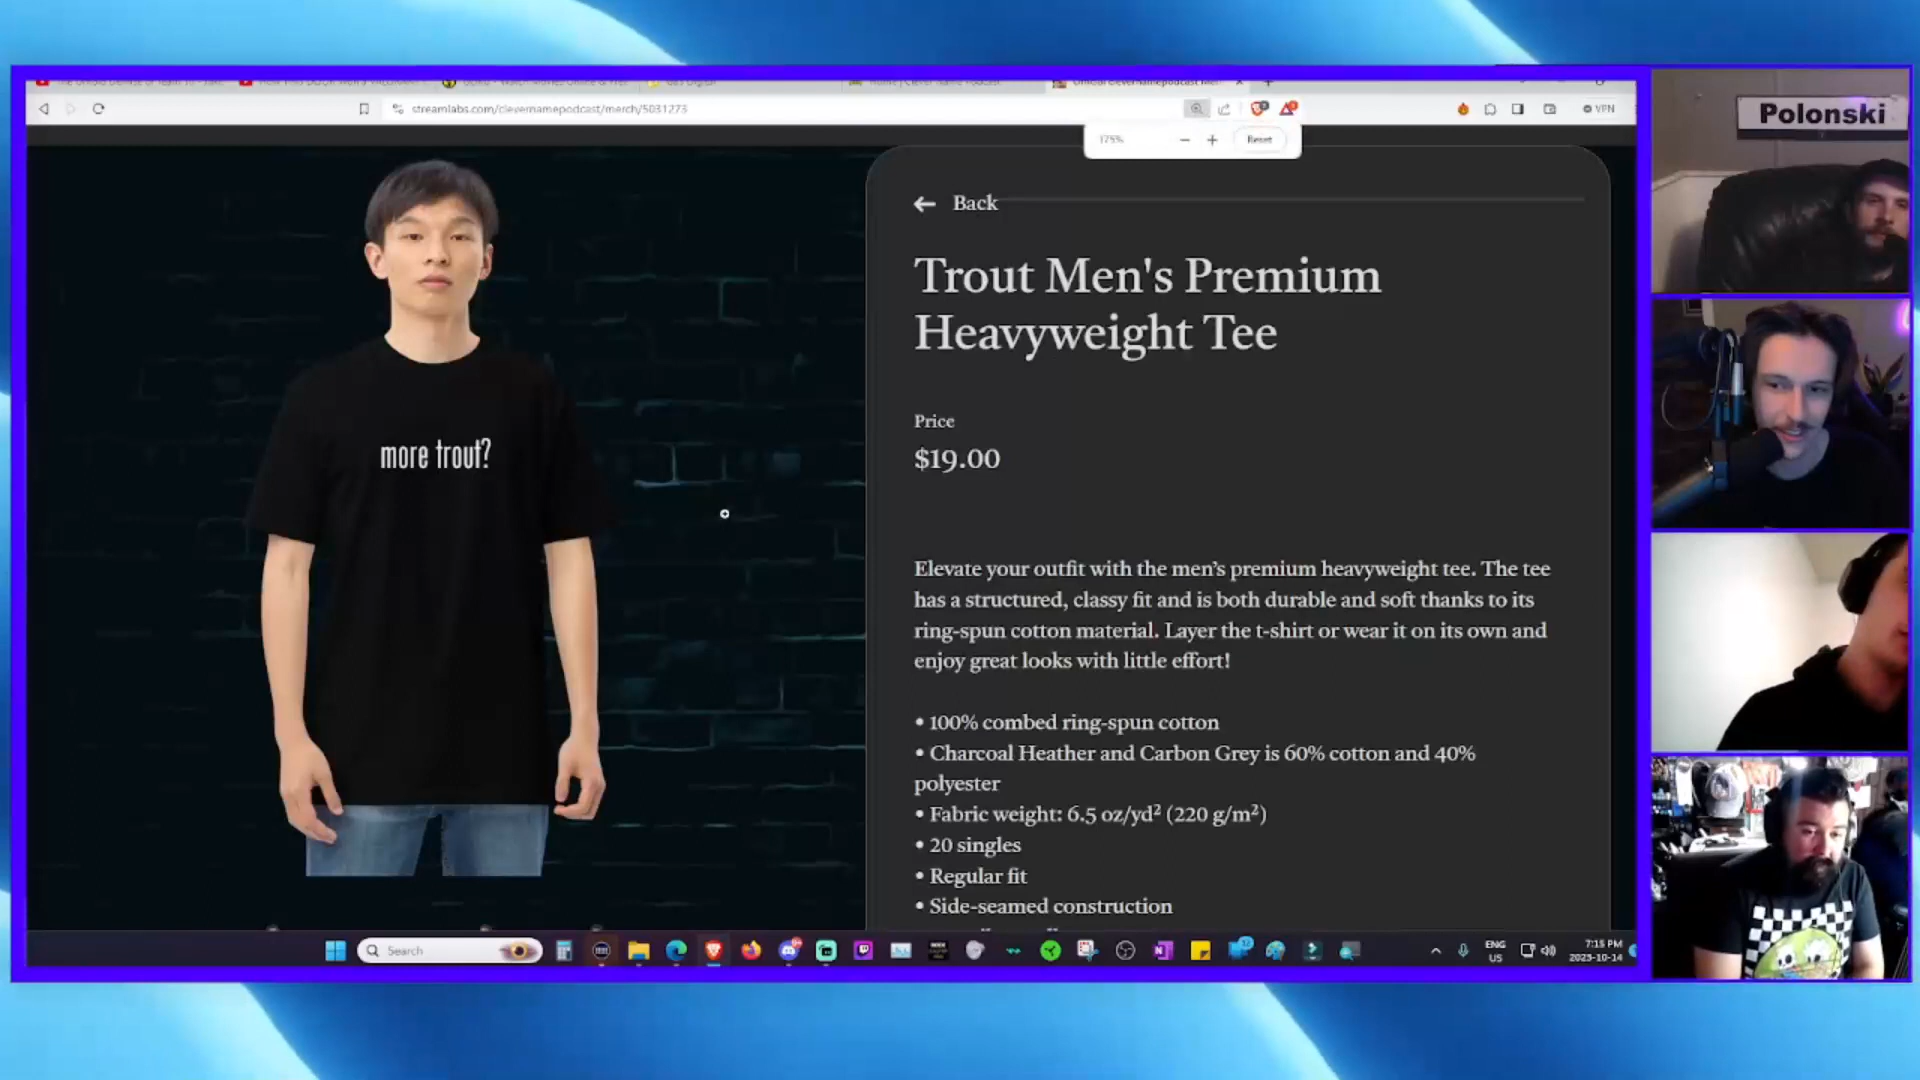 streamlabs.com/clevernamepodcast/merch/5031273
VPN
175%
Reset
Back
Trout Men's Premium
Heavyweight Tee
Price
$19.00
more trout?
Elevate your outfit with the men's premium heavyweight tee. The tee
has a structured, classy fit and is both durable and soft thanks to its
ring-spun cotton material. Layer the t-shirt or wear it on its own and
enjoy great looks with little effort!
• 100% combed ring-spun cotton
• Charcoal Heather and Carbon Grey is 60% cotton and 40%
polyester
• Fabric weight: 6.5 oz/yd² (220 g/m²)
• 20 singles
• Regular fit
• Side-seamed construction
Search
ENG
US
7:15 PM
2023-10-14
Polonski